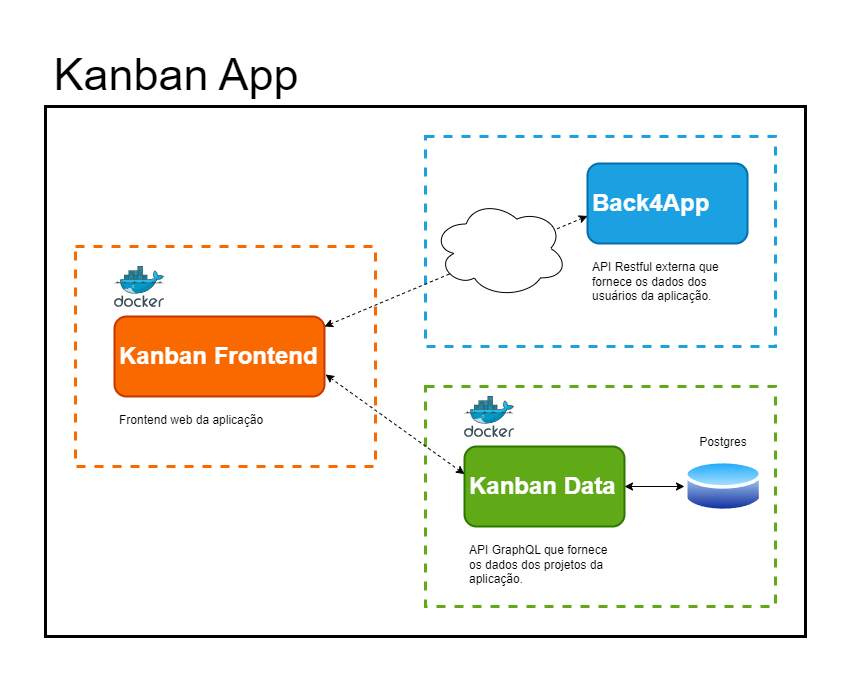 Kanban App
Back4App
API Restful externa que
fornece os dados dos
usuários da aplicação.
docker
Kanban Frontend
Frontend web da aplicação
docker
Kanban Data
Postgres
API GraphQL que fornece
os dados dos projetos da
aplicação.